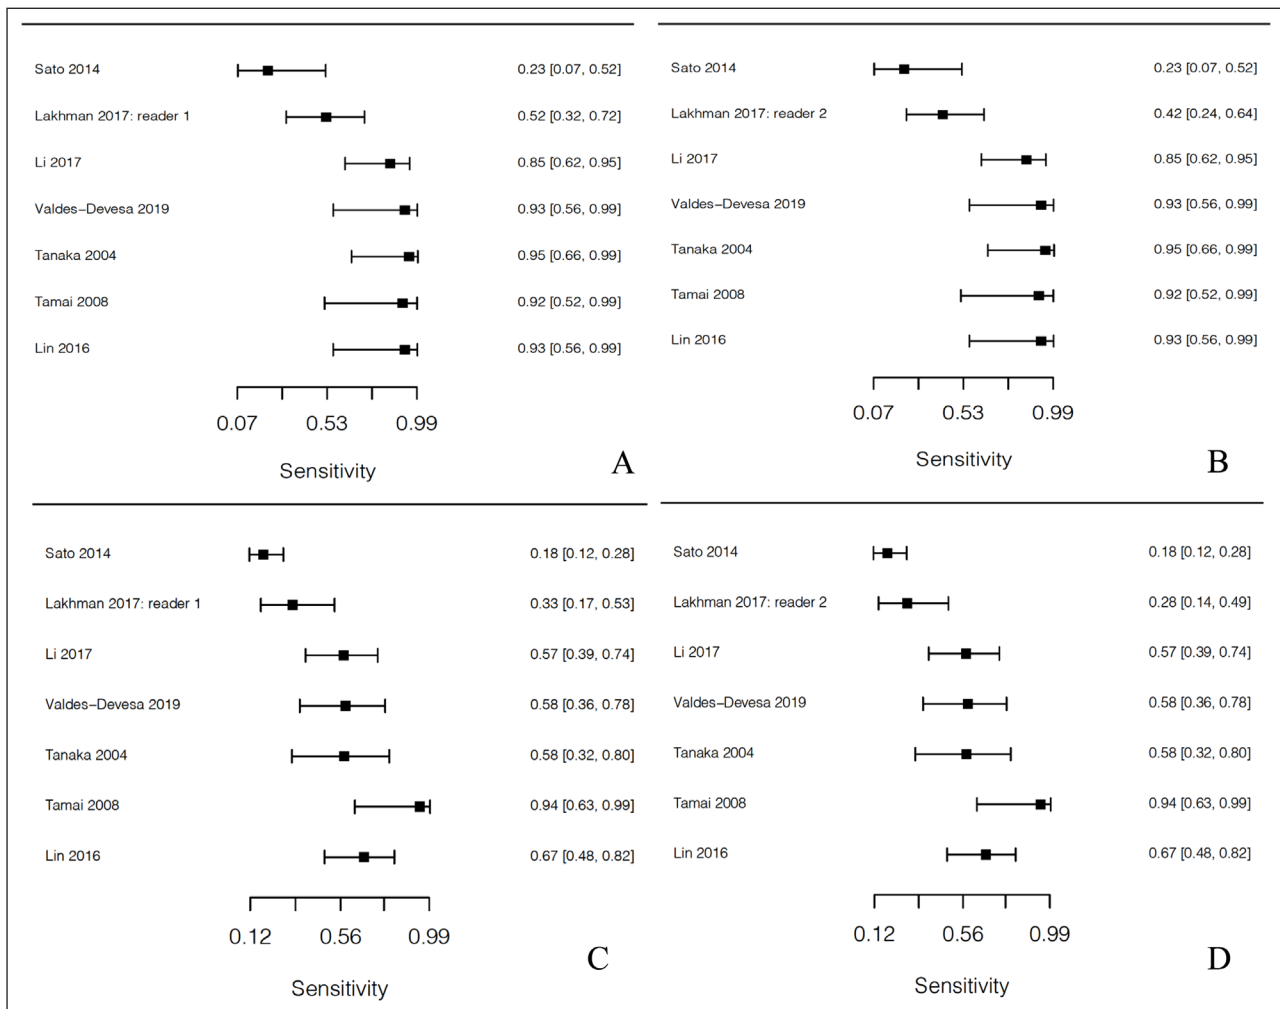 Sato 2014 0.23 [0.07, 0.52]
Lakhman 2017: reader 1 0.52 [0.32, 0.72]
Li 2017 0.85 [0.62, 0.95]
Valdes−Devesa 2019 0.93 [0.56, 0.99]
Tanaka 2004 0.95 [0.66, 0.99]
Tamai 2008 0.92 [0.52, 0.99]
Lin 2016 0.93 [0.56, 0.99]
0.07 0.53 0.99
Sensitivity
A
Sato 2014 0.23 [0.07, 0.52]
Lakhman 2017: reader 2 0.42 [0.24, 0.64]
Li 2017 0.85 [0.62, 0.95]
Valdes−Devesa 2019 0.93 [0.56, 0.99]
Tanaka 2004 0.95 [0.66, 0.99]
Tamai 2008 0.92 [0.52, 0.99]
Lin 2016 0.93 [0.56, 0.99]
0.07 0.53 0.99
Sensitivity
B
Sato 2014 0.18 [0.12, 0.28]
Lakhman 2017: reader 1 0.33 [0.17, 0.53]
Li 2017 0.57 [0.39, 0.74]
Valdes−Devesa 2019 0.58 [0.36, 0.78]
Tanaka 2004 0.58 [0.32, 0.80]
Tamai 2008 0.94 [0.63, 0.99]
Lin 2016 0.67 [0.48, 0.82]
0.12 0.56 0.99
Sensitivity
C
Sato 2014 0.18 [0.12, 0.28]
Lakhman 2017: reader 2 0.28 [0.14, 0.49]
Li 2017 0.57 [0.39, 0.74]
Valdes−Devesa 2019 0.58 [0.36, 0.78]
Tanaka 2004 0.58 [0.32, 0.80]
Tamai 2008 0.94 [0.63, 0.99]
Lin 2016 0.67 [0.48, 0.82]
0.12 0.56 0.99
Sensitivity
D